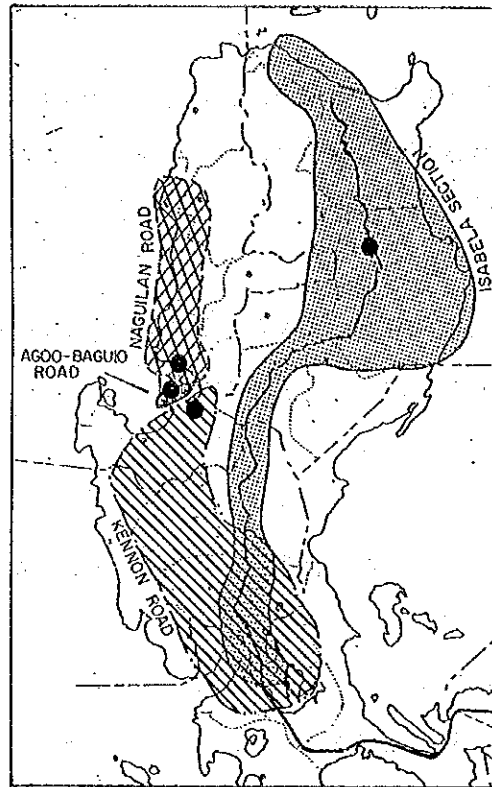 ISABELA SECTION
NAGUILAN ROAD
AGOO-BAGUIO
ROAD
KENNON ROAD